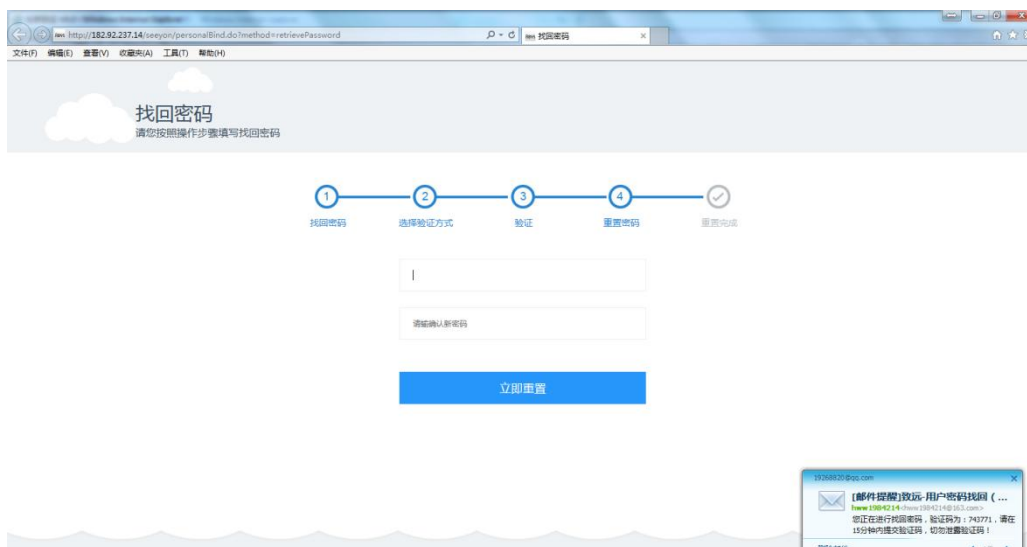 http://182.92.237.14/seeyon/personalBind.do?method=retrievePassword
找回密码
文件(F) 编辑(E) 查看(V) 收藏夹(A) 工具(T) 帮助(H)
找回密码
请您按照操作步骤填写找回密码
1 2 3 4
找回密码 选择验证方式 验证 重置密码 重置完成
请输确认新密码
立即重置
19268820@qq.com
[邮件提醒]致远-用户密码找回 ( ...
hww1984214<hww1984214@163.com>
您正在进行找回密码，验证码为：743771，请在
15分钟内提交验证码，切勿泄露验证码！